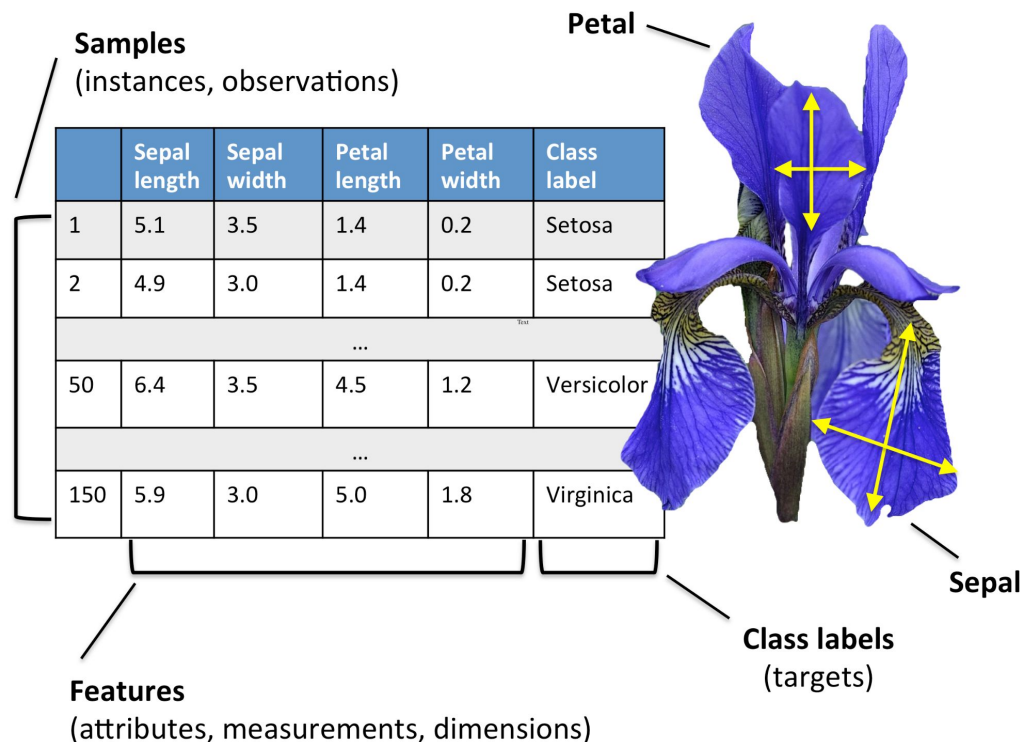 Samples
(instances, observations)
Petal
Sepal length Sepal width Petal length Petal width Class label
1 5.1 3.5 1.4 0.2 Setosa
2 4.9 3.0 1.4 0.2 Setosa
Text
...
50 6.4 3.5 4.5 1.2 Versicolor
...
150 5.9 3.0 5.0 1.8 Virginica
Sepal
Class labels
(targets)
Features
(attributes, measurements, dimensions)